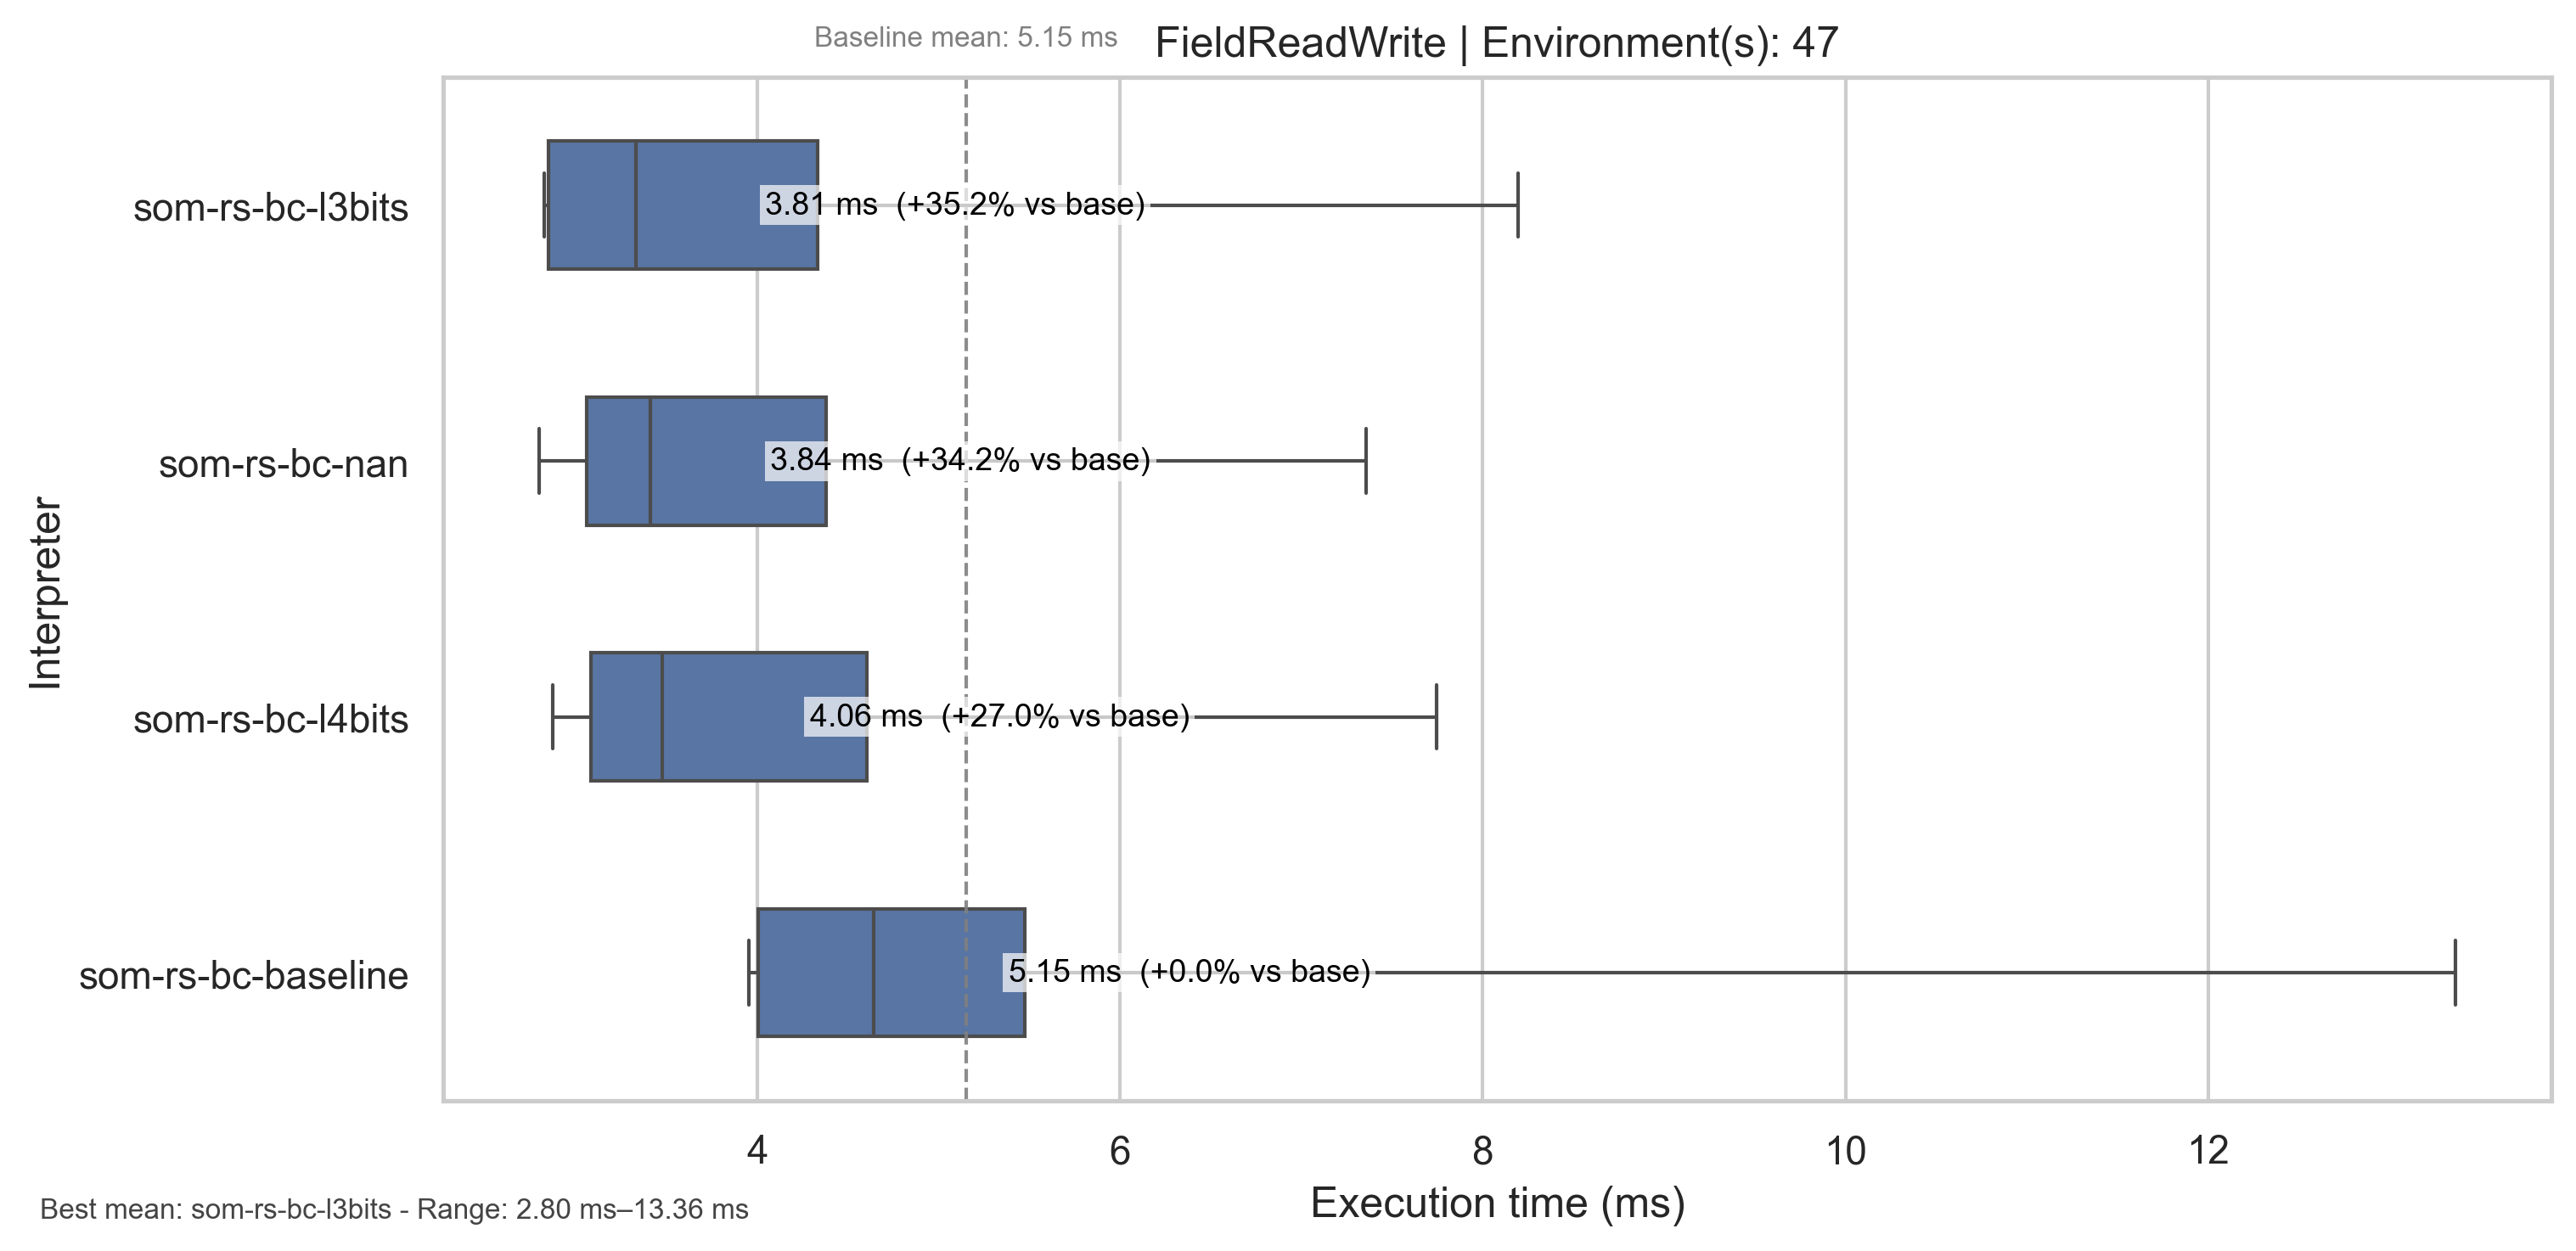 Baseline mean: 5.15 ms
FieldReadWrite | Environment(s): 47
Interpreter
som-rs-bc-l3bits
3.81 ms (+35.2% vs base)
som-rs-bc-nan
3.84 ms (+34.2% vs base)
som-rs-bc-l4bits
4.06 ms (+27.0% vs base)
som-rs-bc-baseline
5.15 ms (+0.0% vs base)
4 6 8 10 12
Execution time (ms)
Best mean: som-rs-bc-l3bits - Range: 2.80 ms–13.36 ms